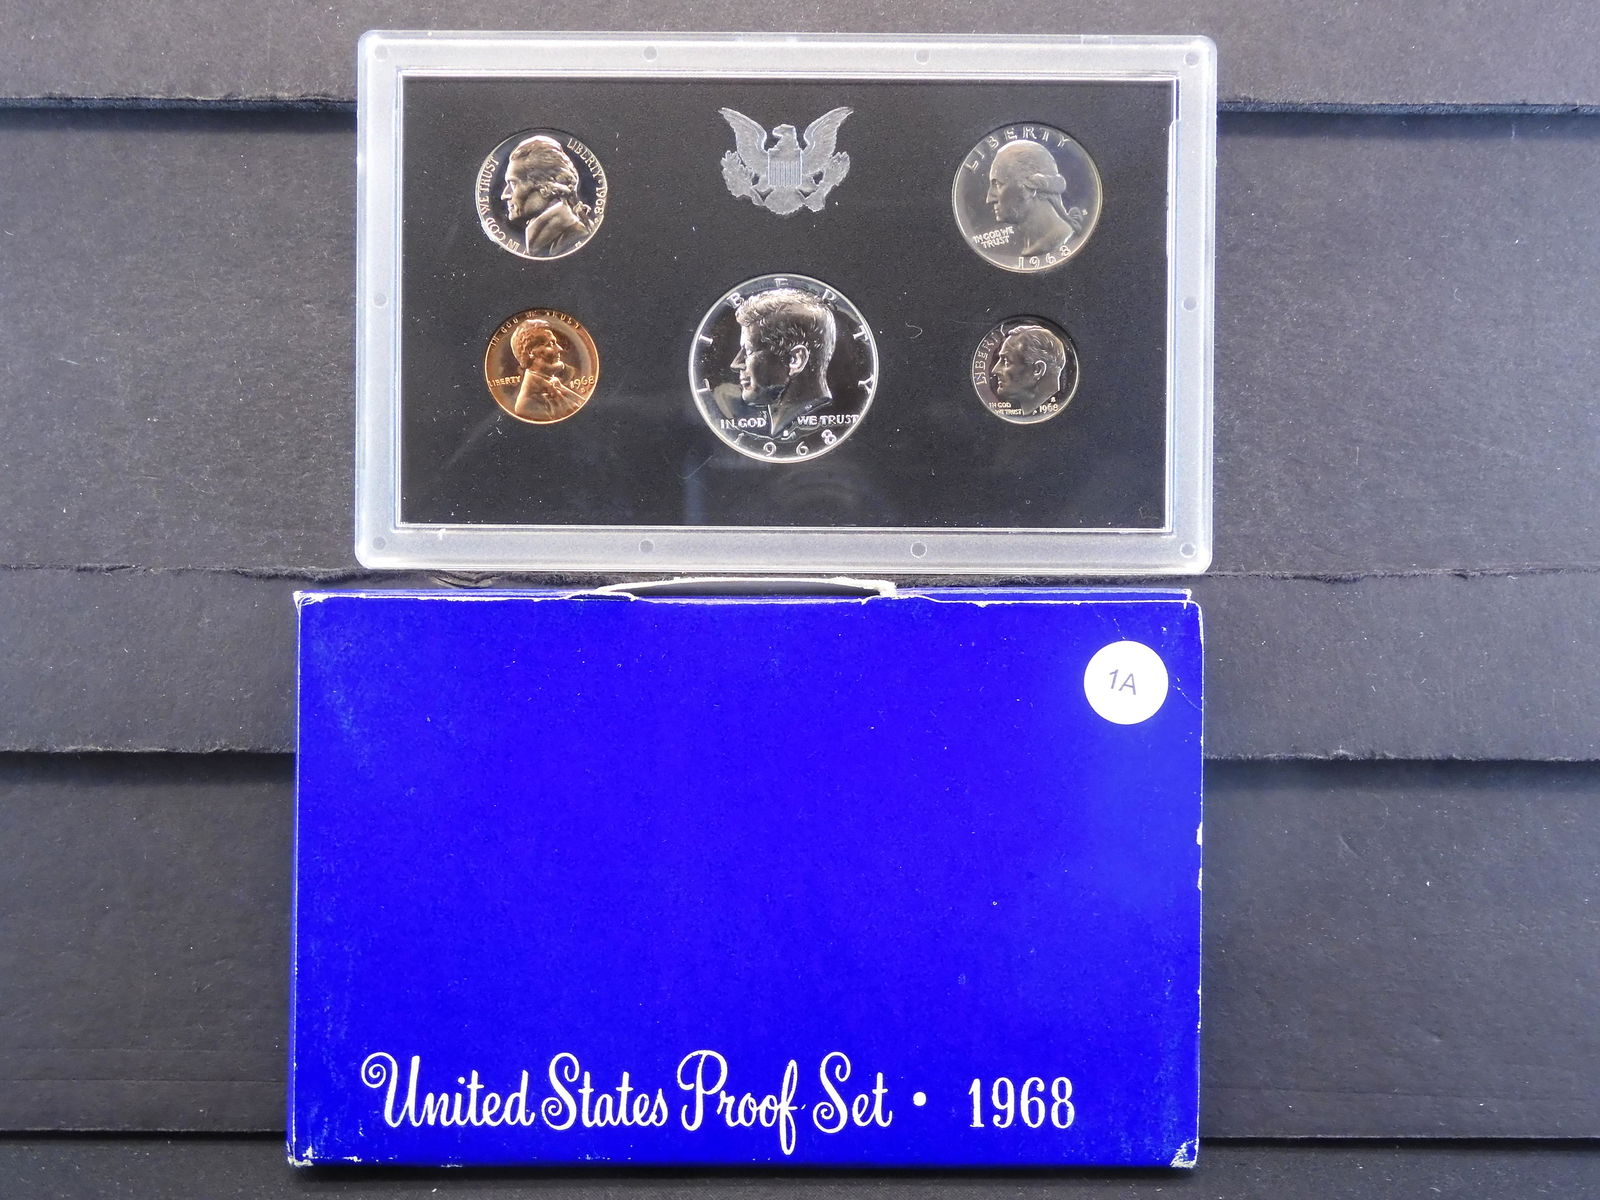 IN GOD WE TRUST
LIBERTY · 1968
S
LIBERTY
IN GOD WE
TRUST
1968
IN GOD WE TRUST
LIBERTY
1968
S
LIBERTY
IN GOD WE TRUST
1968
LIBERTY
IN GOD
WE TRUST
S
1968
1A
United States Proof Set · 1968